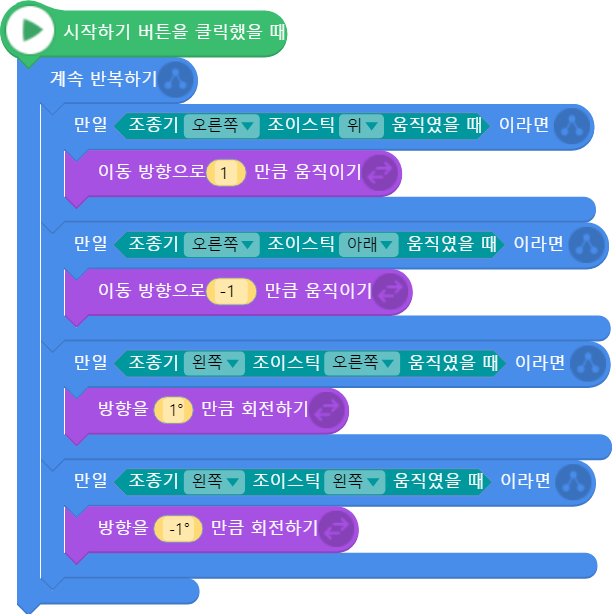 시작하기 버튼을 클릭했을 때
계속 반복하기
만일 조종기 오른쪽 조이스틱 위 움직였을 때 이라면
이동 방향으로 1 만큼 움직이기
만일 조종기 오른쪽 조이스틱 아래 움직였을 때 이라면
이동 방향으로 -1 만큼 움직이기
만일 조종기 왼쪽 조이스틱 오른쪽 움직였을 때 이라면
방향을 1° 만큼 회전하기
만일 조종기 왼쪽 조이스틱 왼쪽 움직였을 때 이라면
방향을 -1° 만큼 회전하기